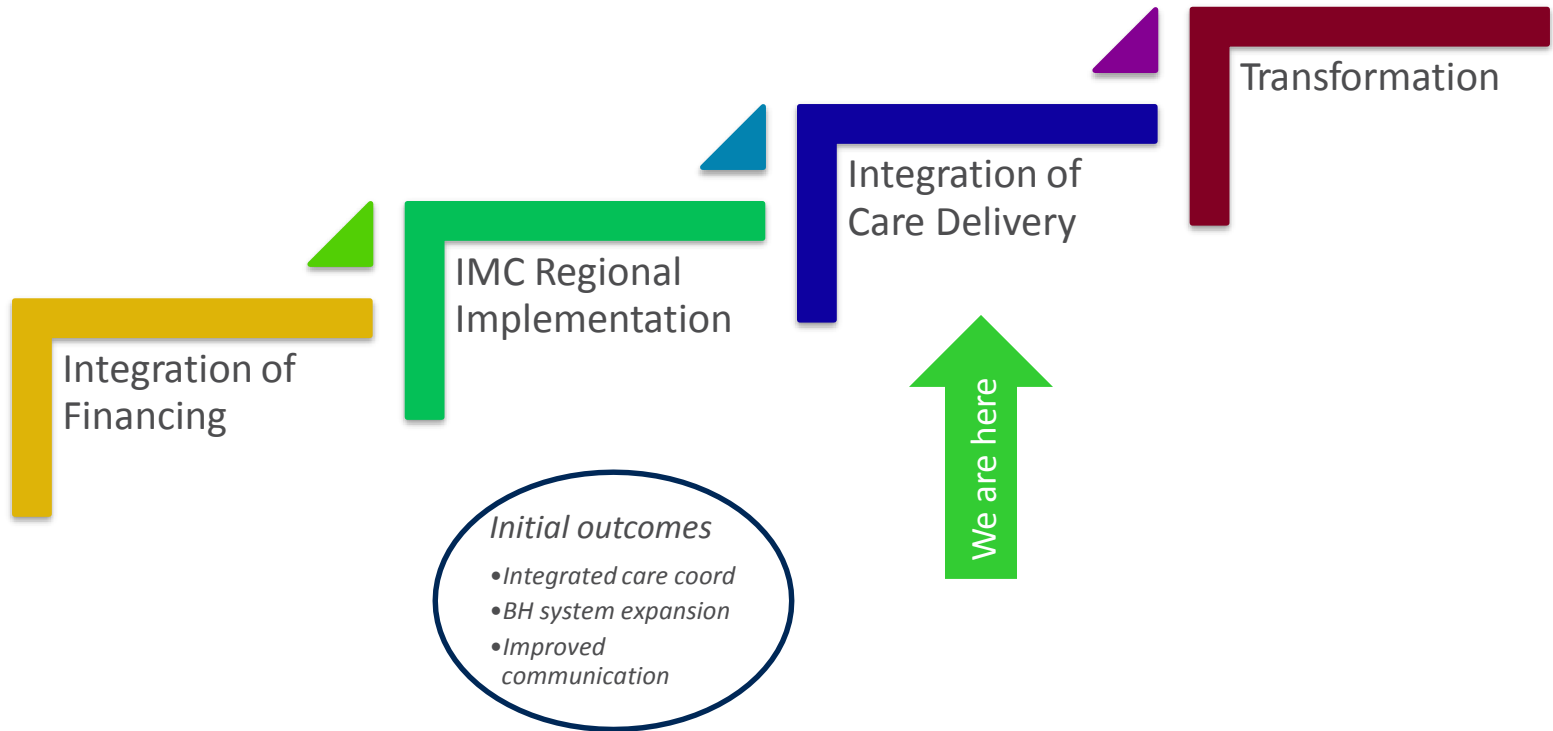 Transformation
Integration of
Care Delivery
IMC Regional
Implementation
Integration of
Financing
We are here
Initial outcomes
•Integrated care coord
•BH system expansion
•Improved
communication